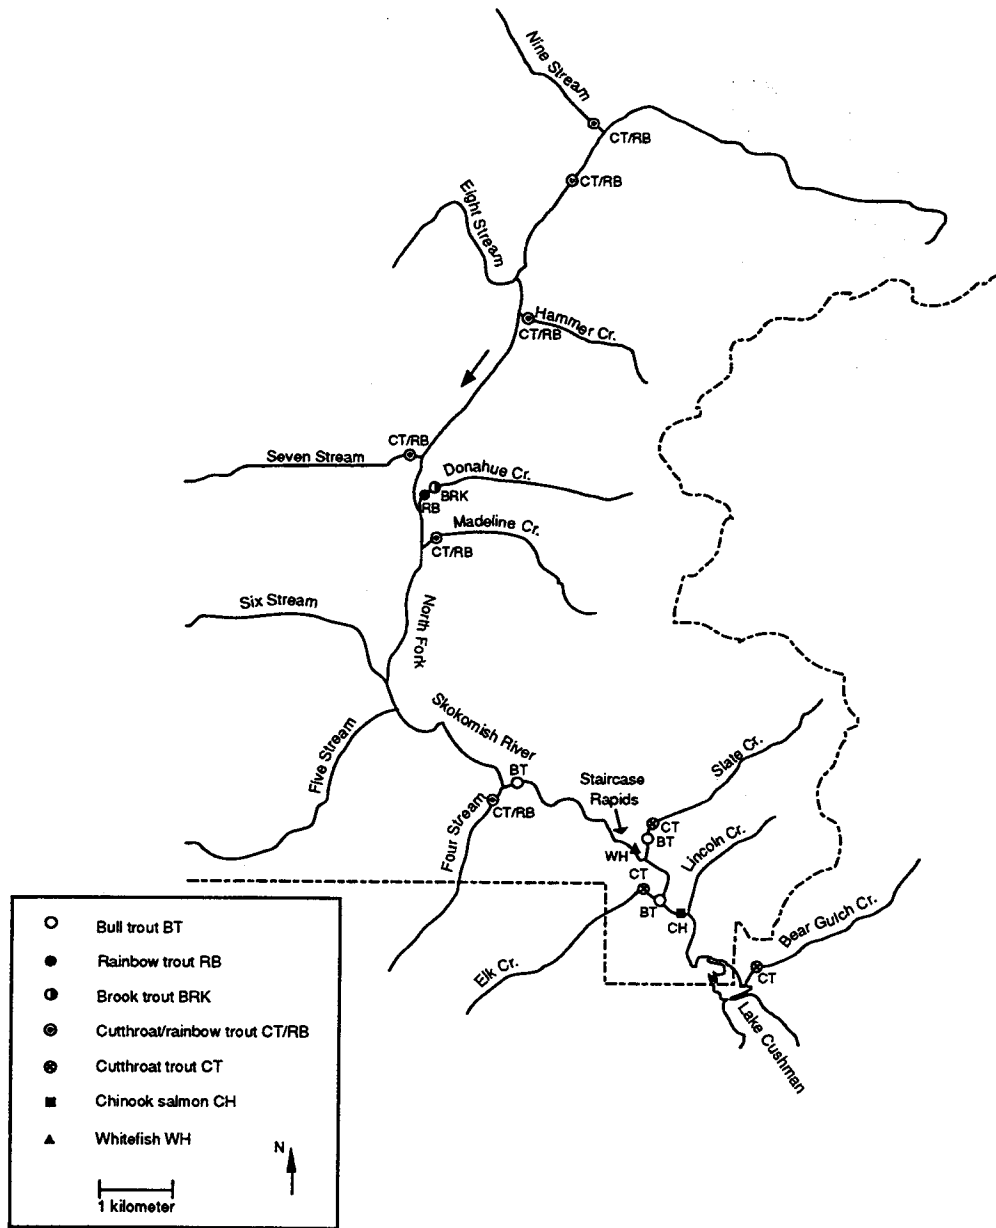 Nine Stream
CT/RB
CT/RB
Eight Stream
Hammer Cr.
CT/RB
CT/RB
Seven Stream
Donahue Cr.
BRK
RB
Madeline Cr.
CT/RB
Six Stream
North Fork
Skokomish River
Five Stream
BT
Four Stream
CT/RB
Staircase
Rapids
Slate Cr.
CT
BT
WH
Lincoln Cr.
CT
BT
CH
Elk Cr.
Bear Gulch Cr.
CT
Lake Cushman
Bull trout BT
Rainbow trout RB
Brook trout BRK
Cutthroat/rainbow trout CT/RB
Cutthroat trout CT
Chinook salmon CH
Whitefish WH
N
1 kilometer